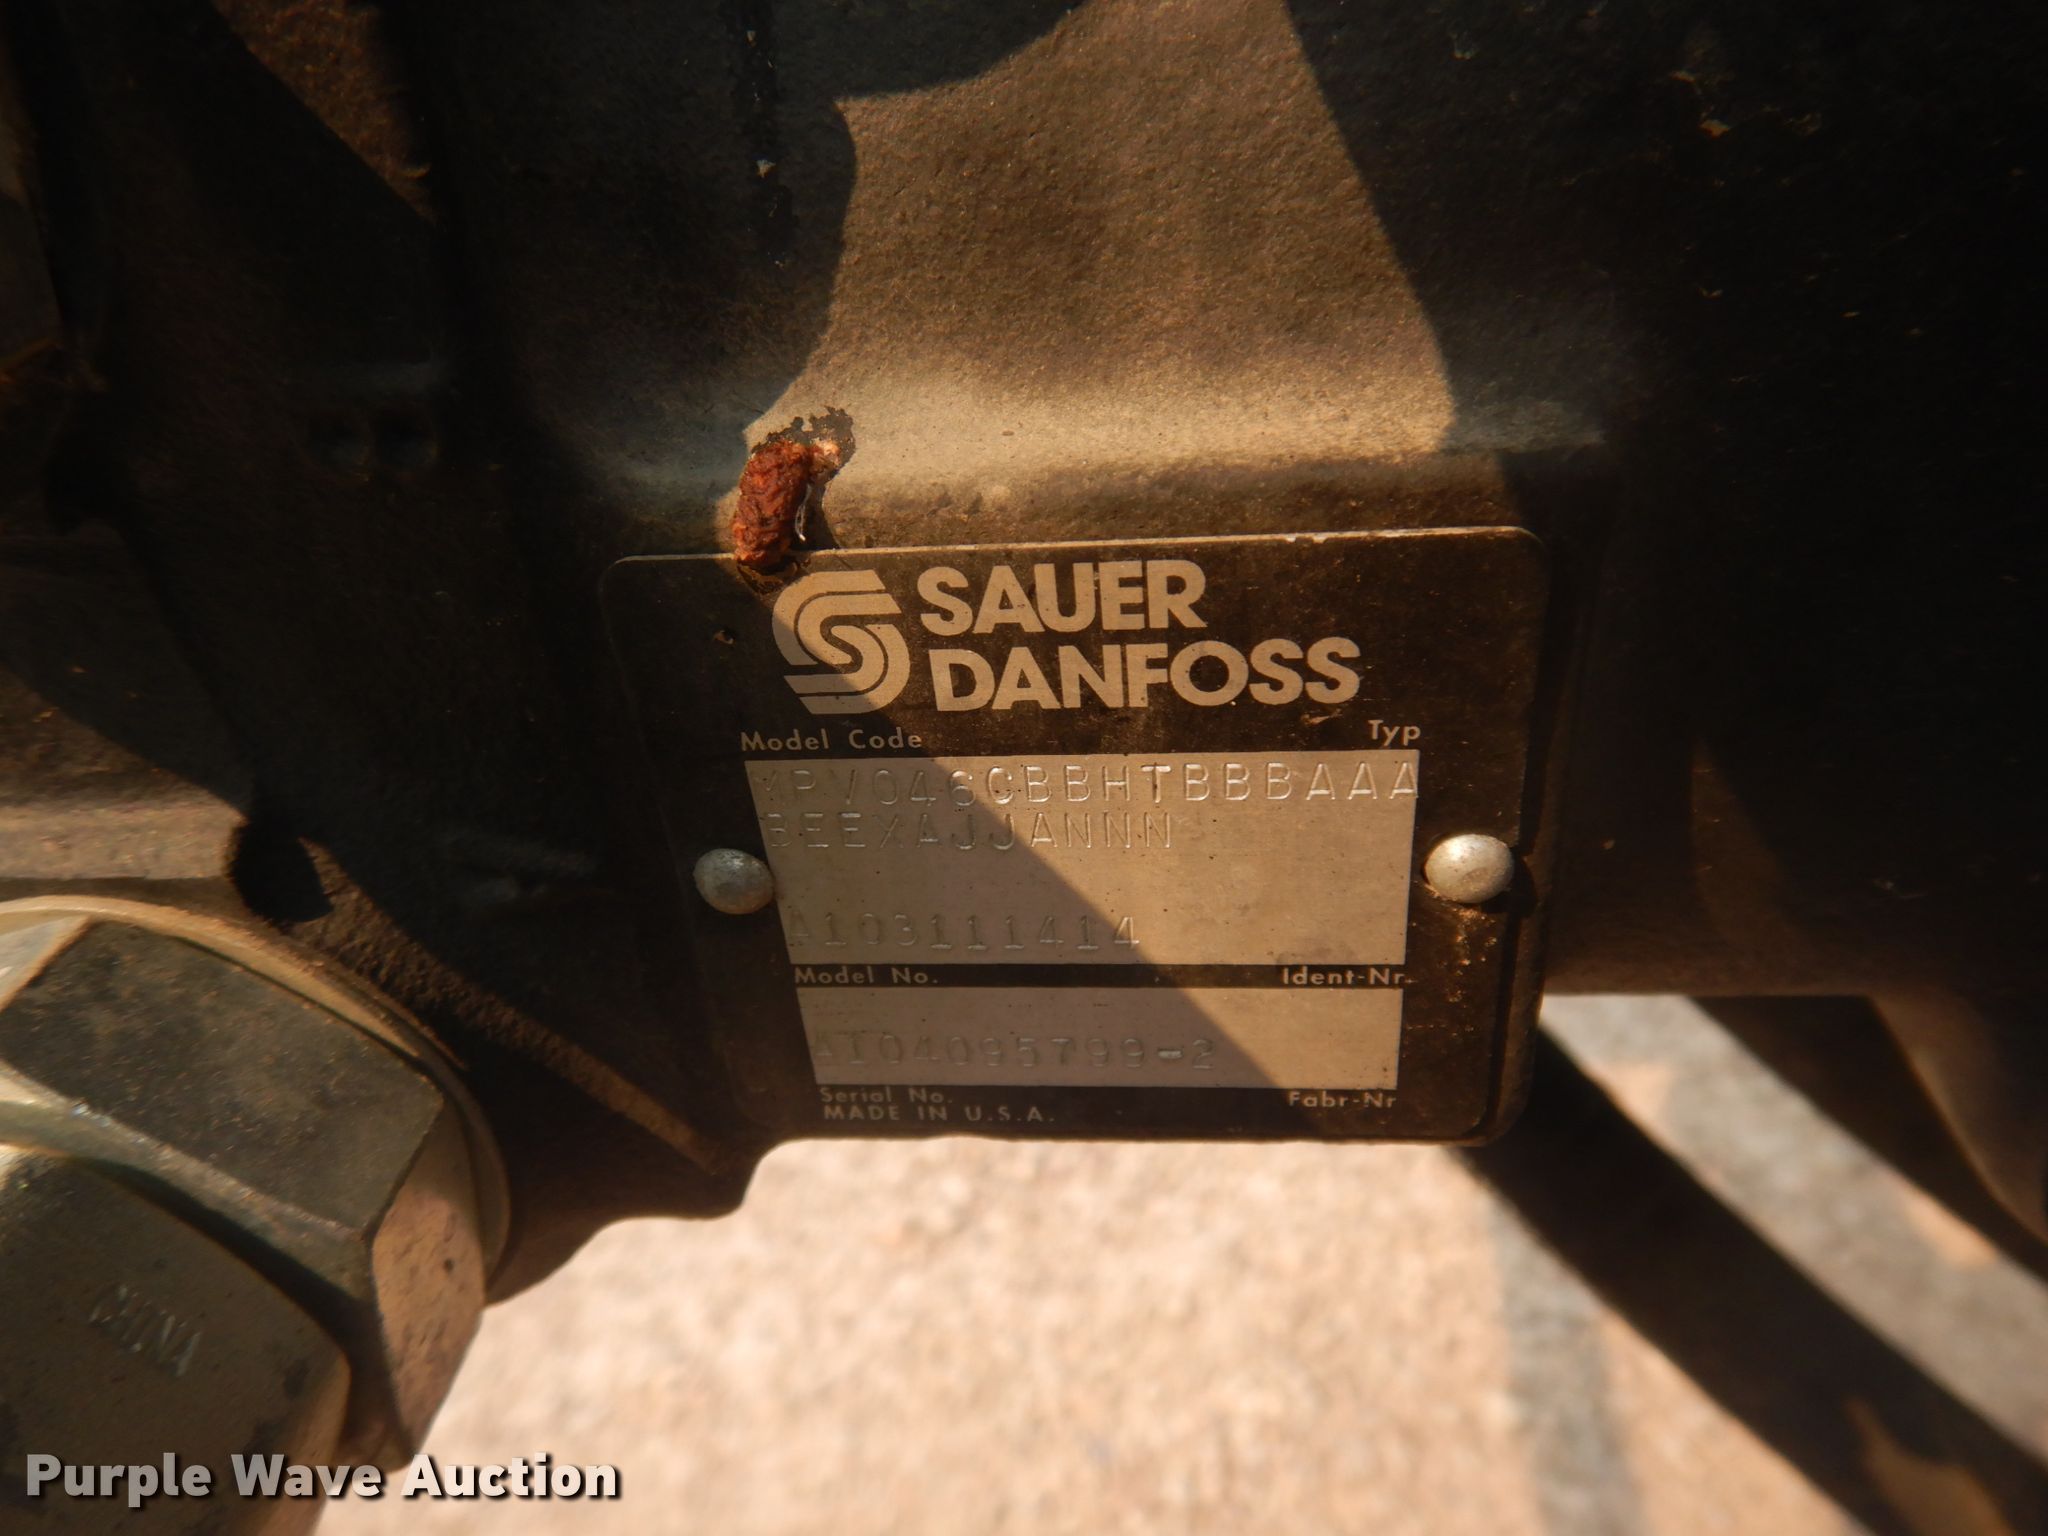 SAUER
DANFOSS
Model Code Typ
MPV046CBBHTBBBAAA
BEEXAJJANNN
A103111414
Model No. Ident-Nr.
A104095799-2
Serial No. Fabr-Nr
MADE IN U.S.A.
CHINA
Purple Wave Auction